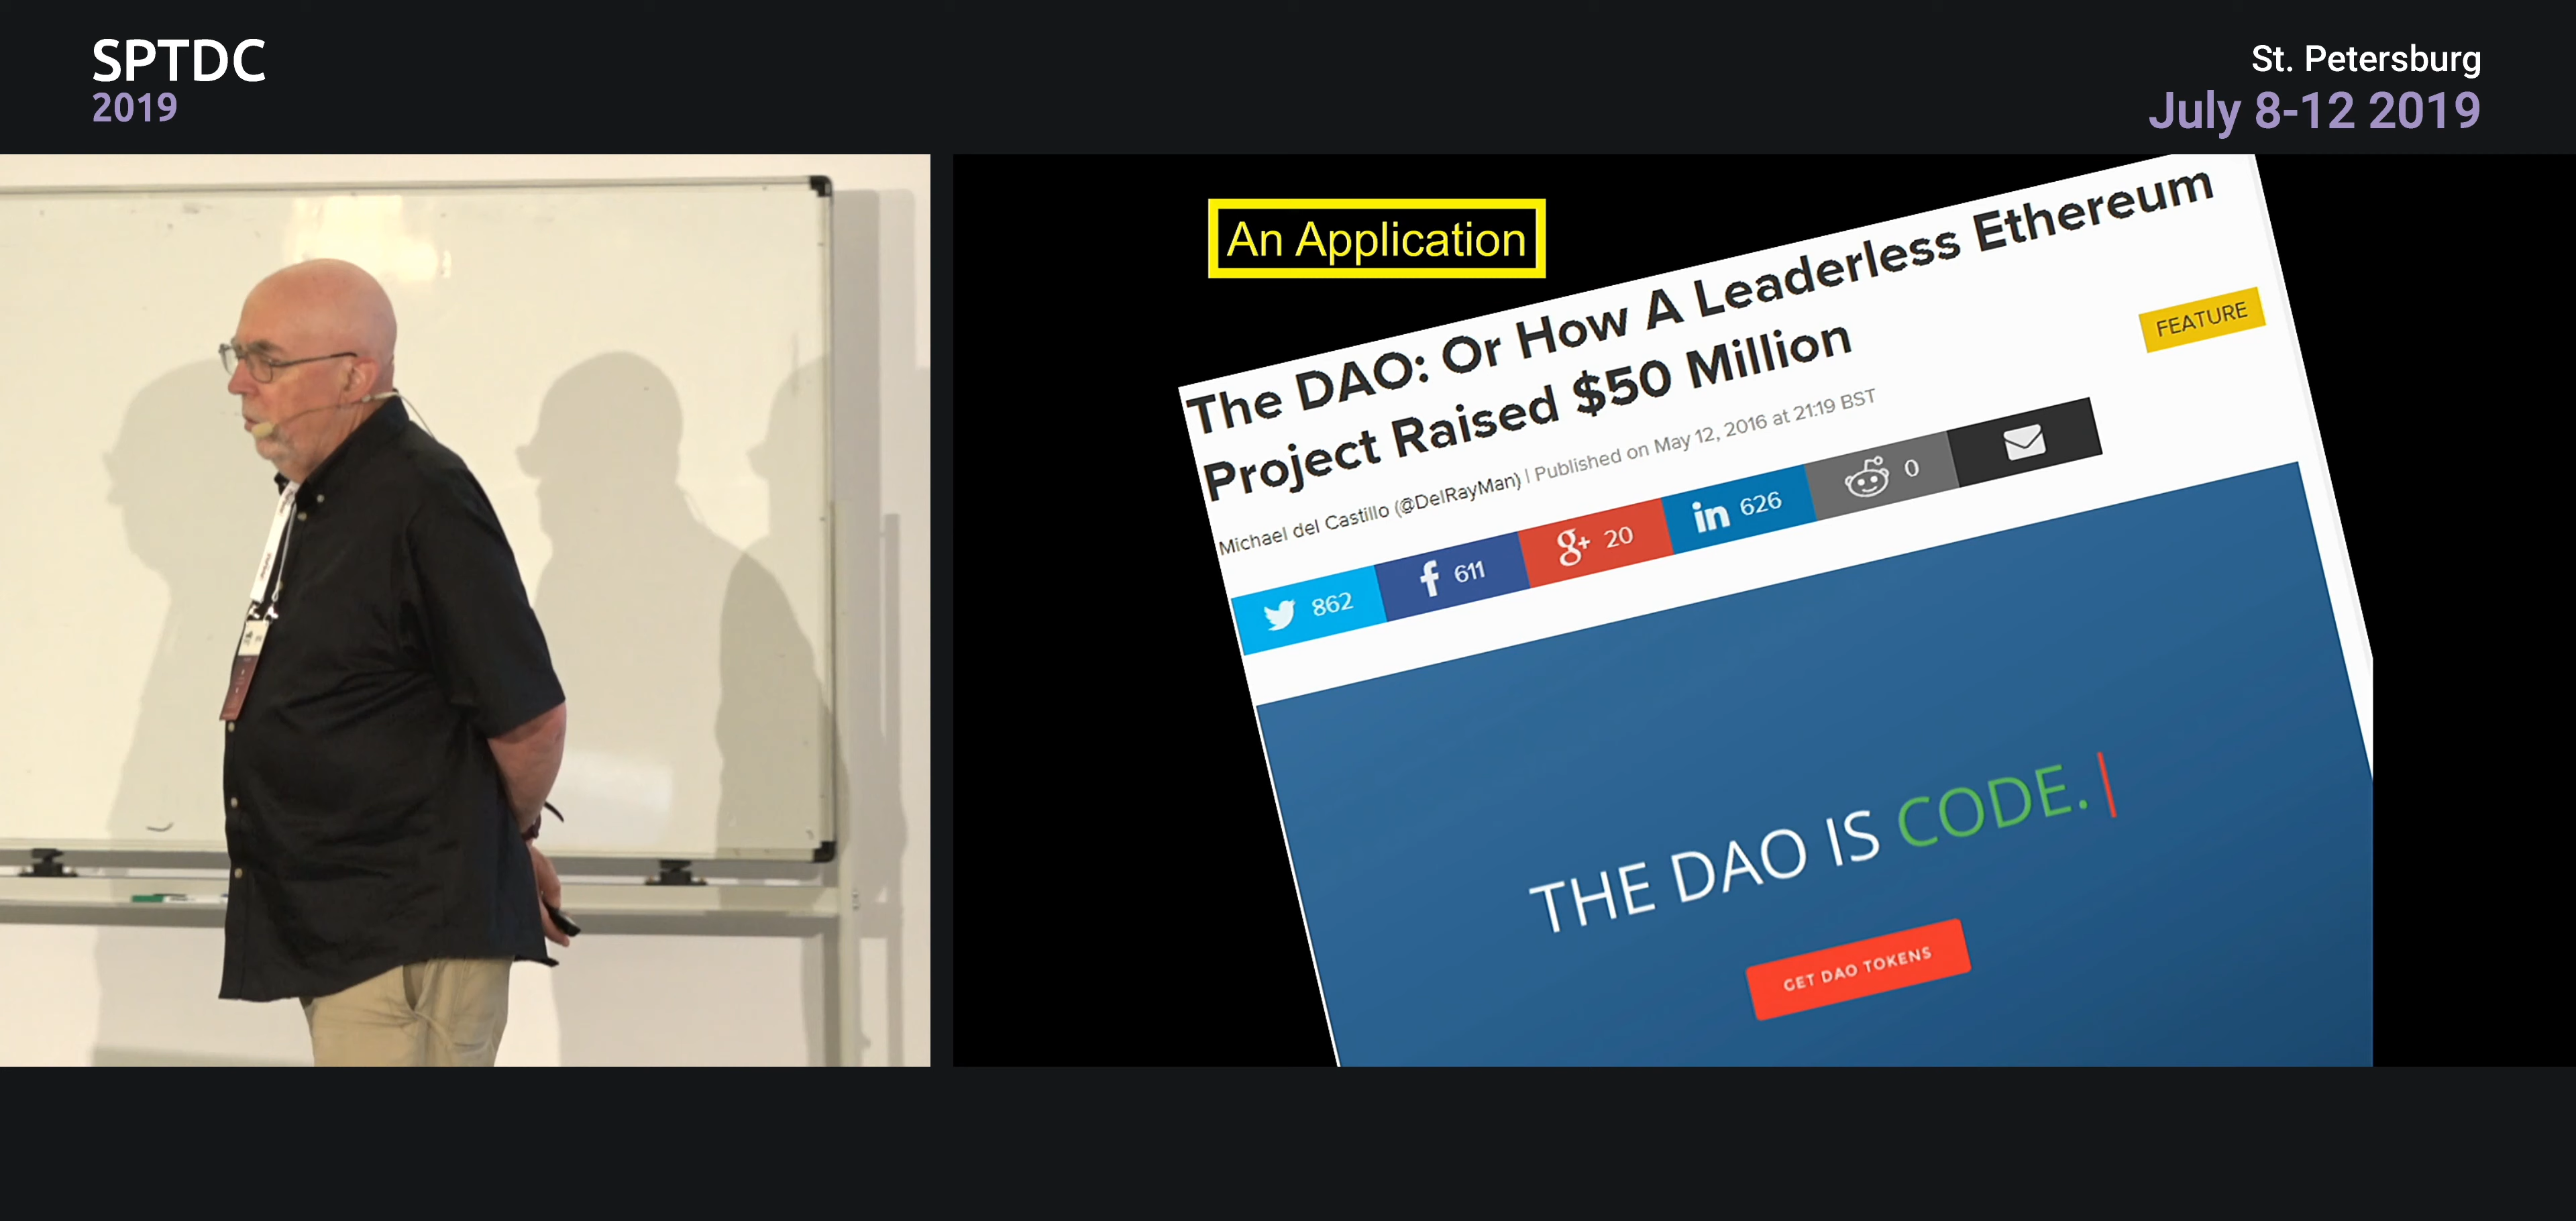 SPTDC
2019
St. Petersburg
July 8-12 2019
An Application
The DAO: Or How A Leaderless Ethereum
Project Raised $50 Million
FEATURE
Michael del Castillo (@DelRayMan) | Published on May 12, 2016 at 21:19 BST
862
611
g+ 20
in 626
0
THE DAO IS CODE.
GET DAO TOKENS